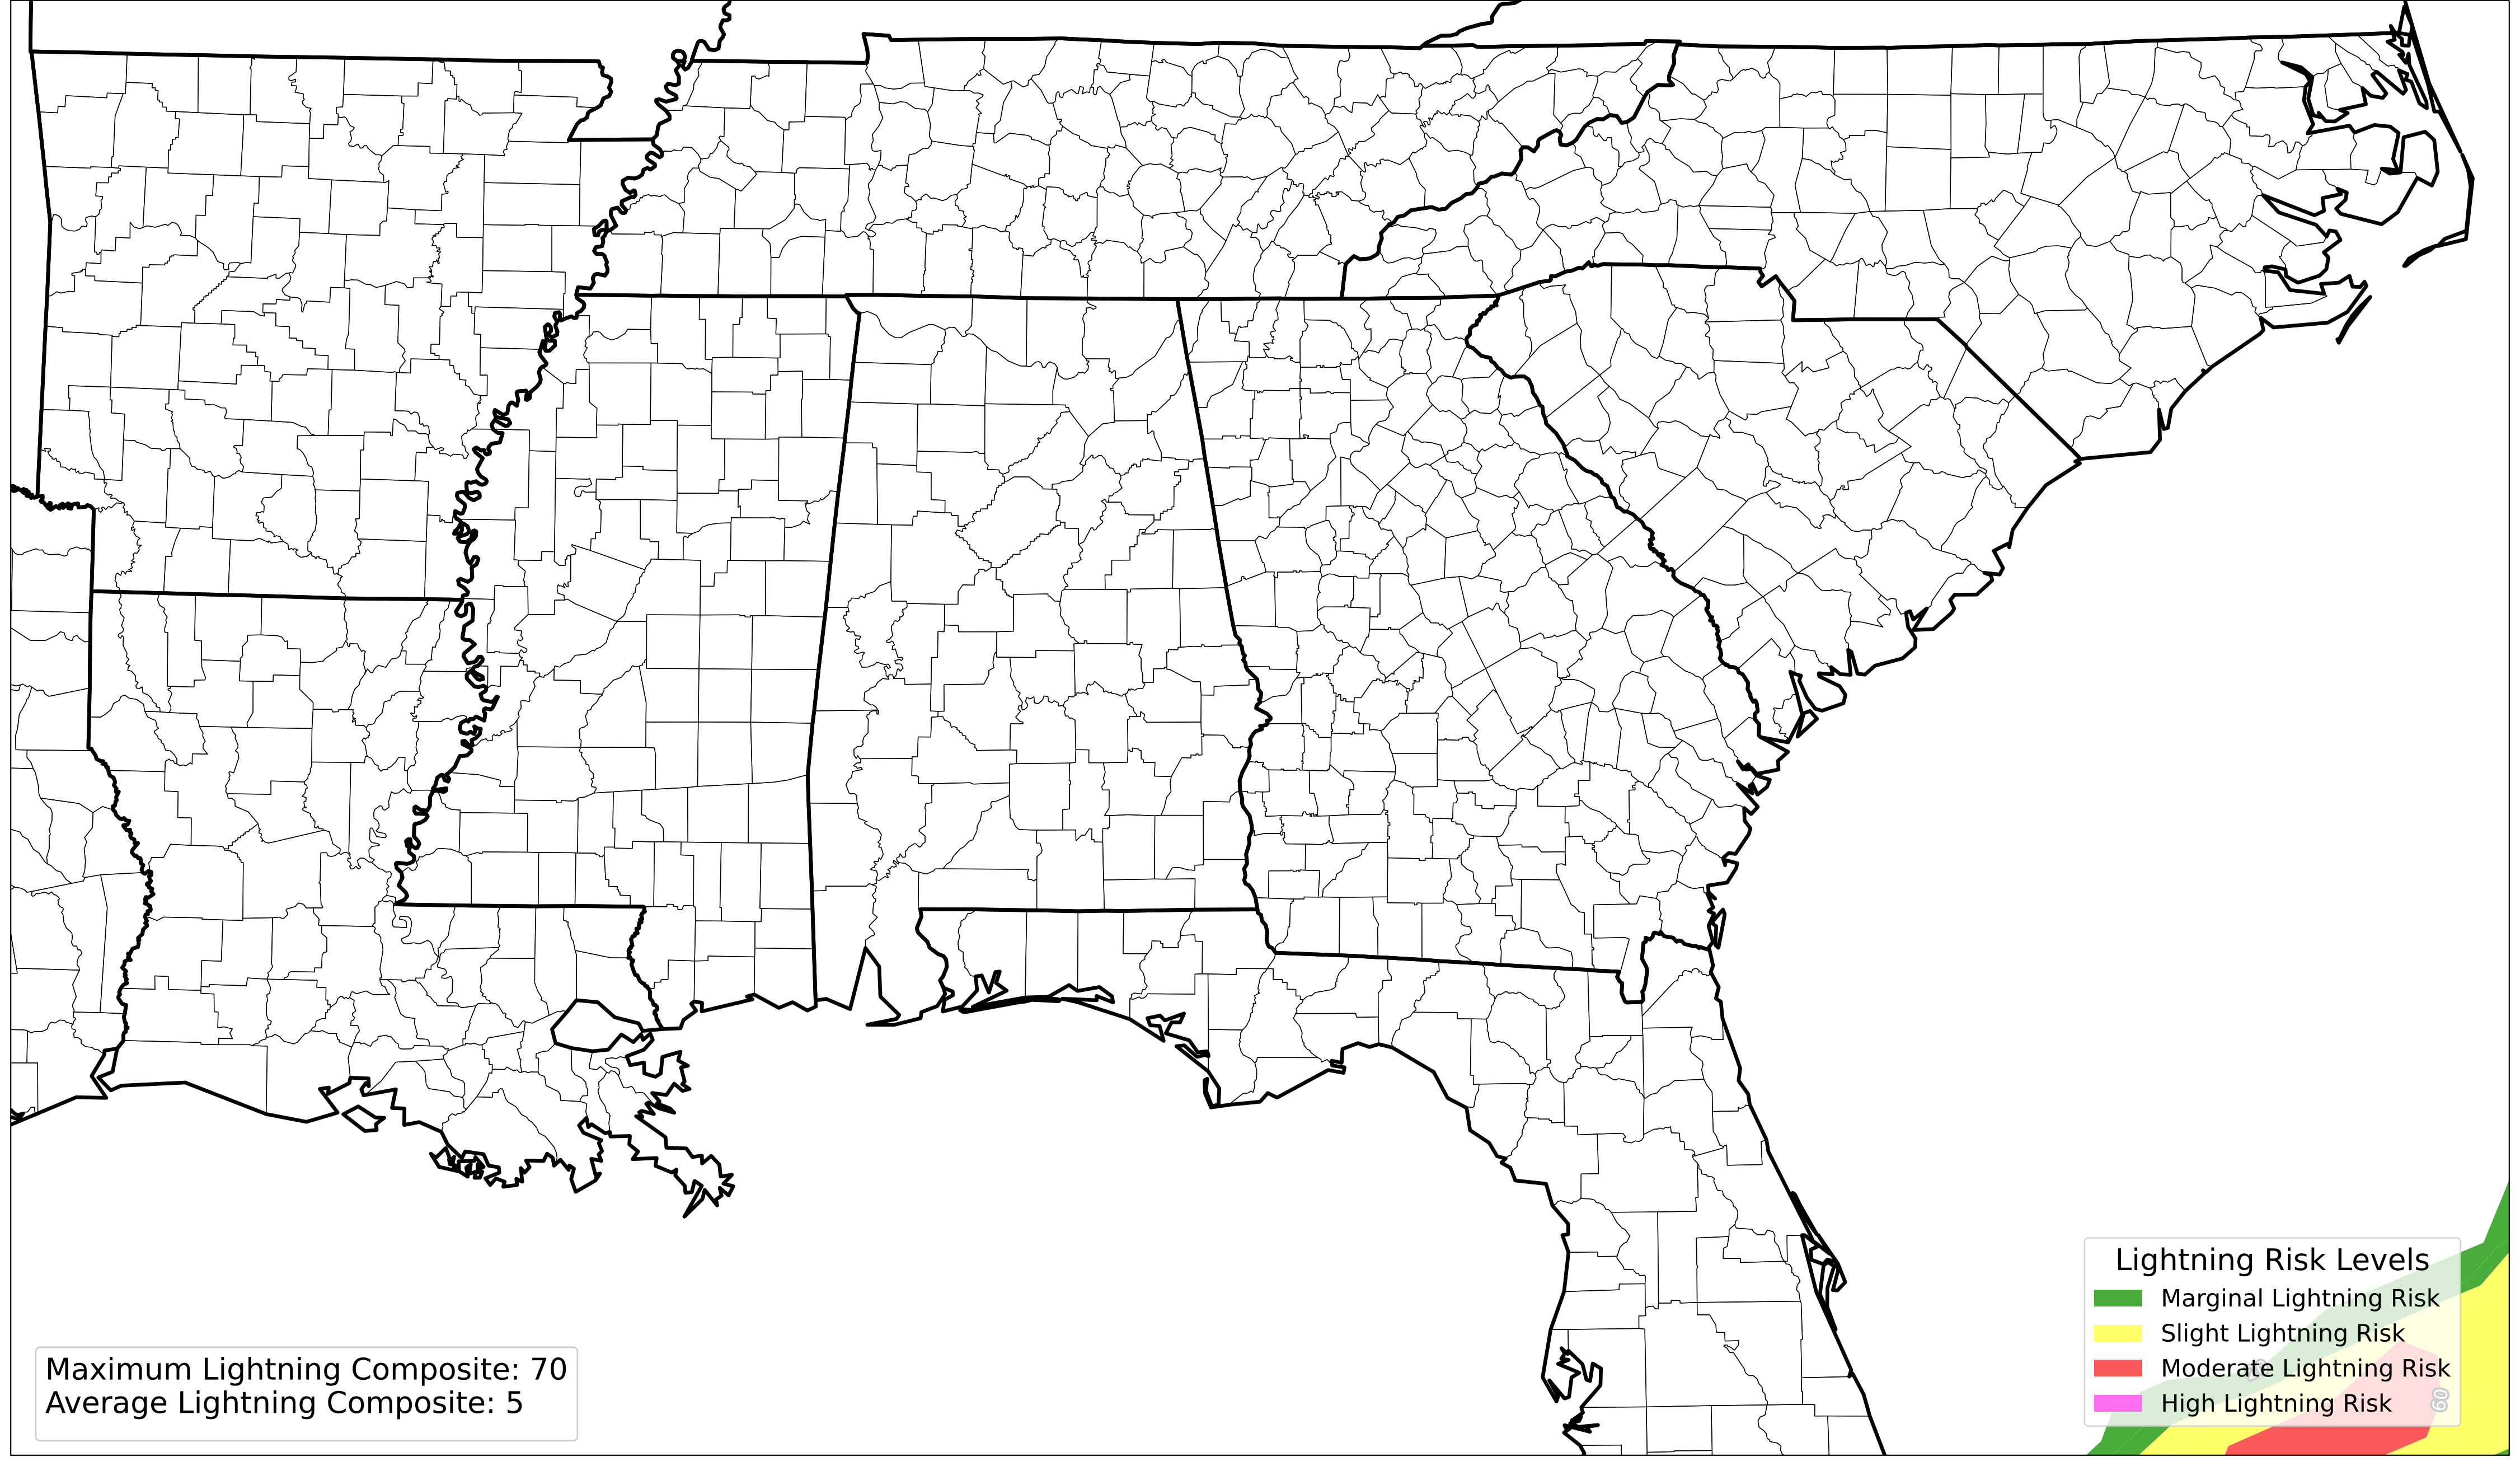 Lightning Risk Levels
Marginal Lightning Risk
Slight Lightning Risk
Moderate Lightning Risk
High Lightning Risk
60
Maximum Lightning Composite: 70
Average Lightning Composite: 5